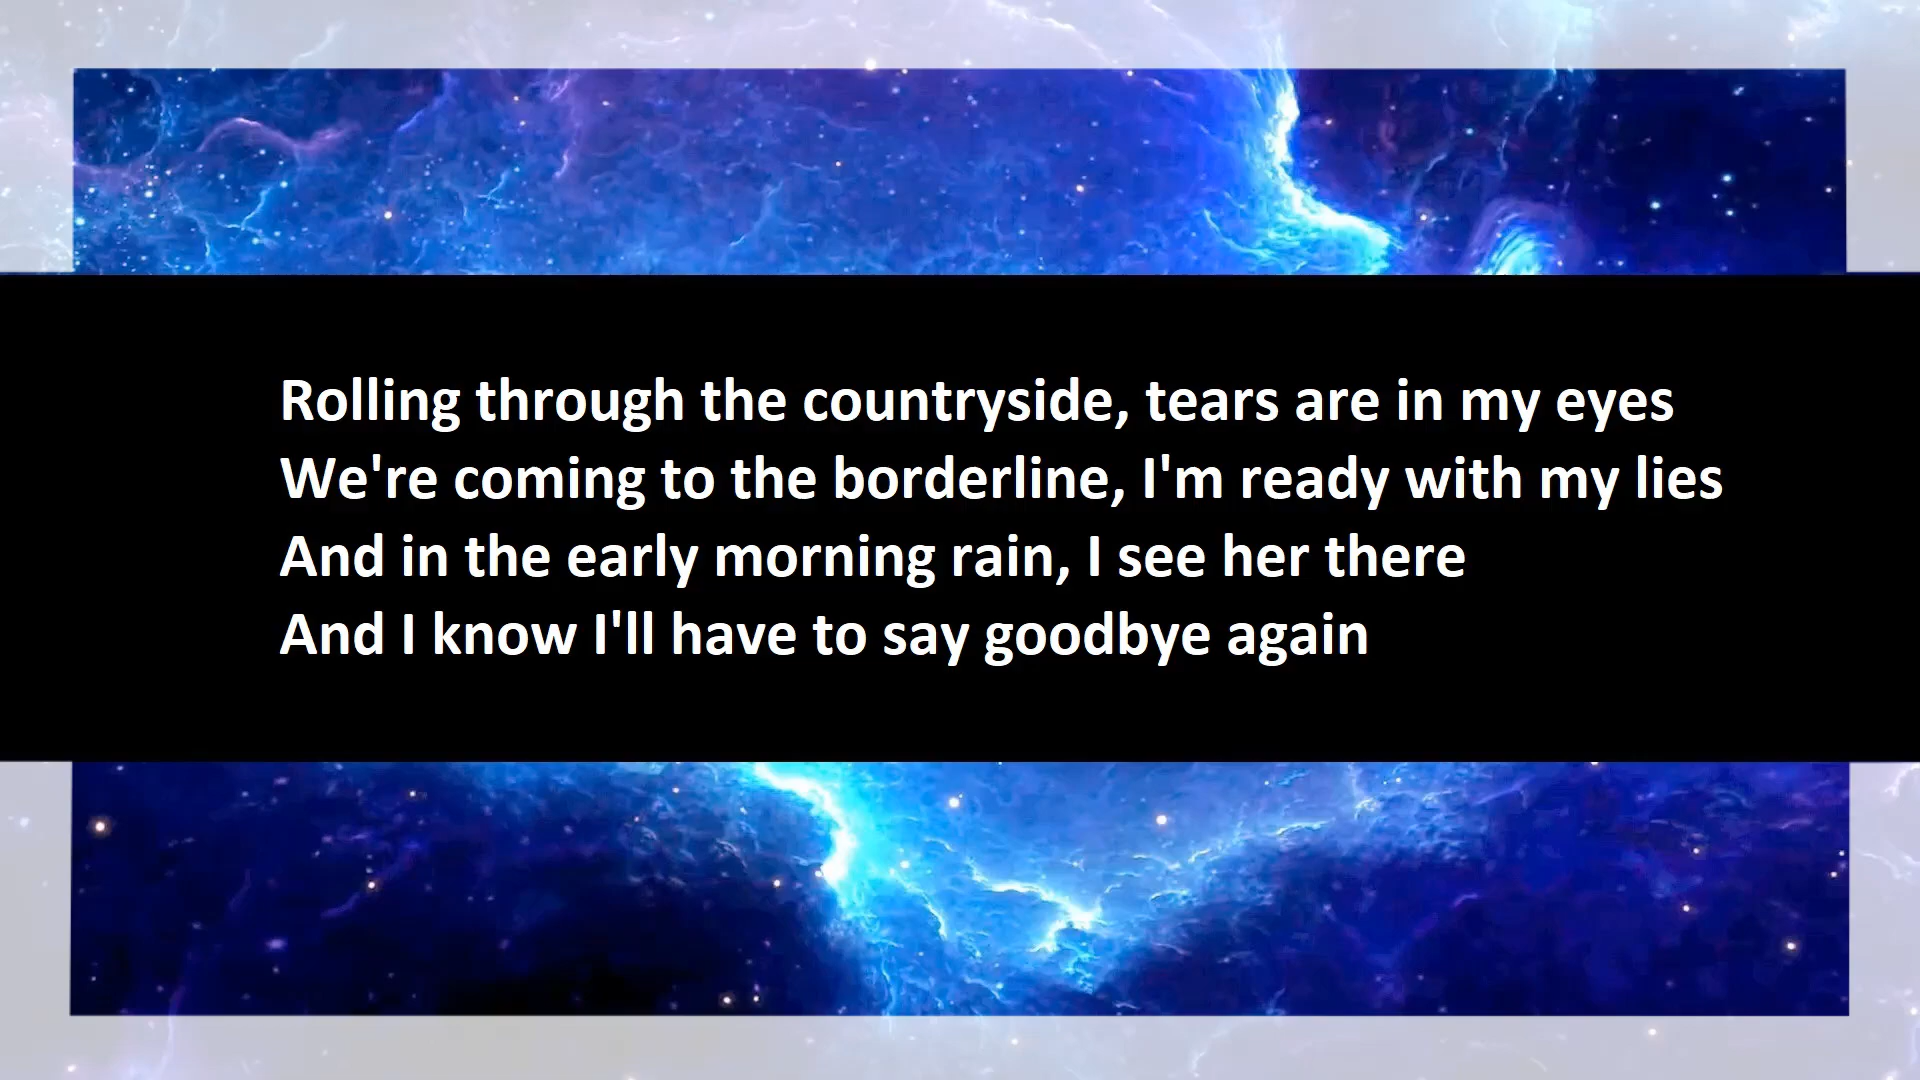 Rolling through the countryside, tears are in my eyes
We're coming to the borderline, I'm ready with my lies
And in the early morning rain, I see her there
And I know I'll have to say goodbye again